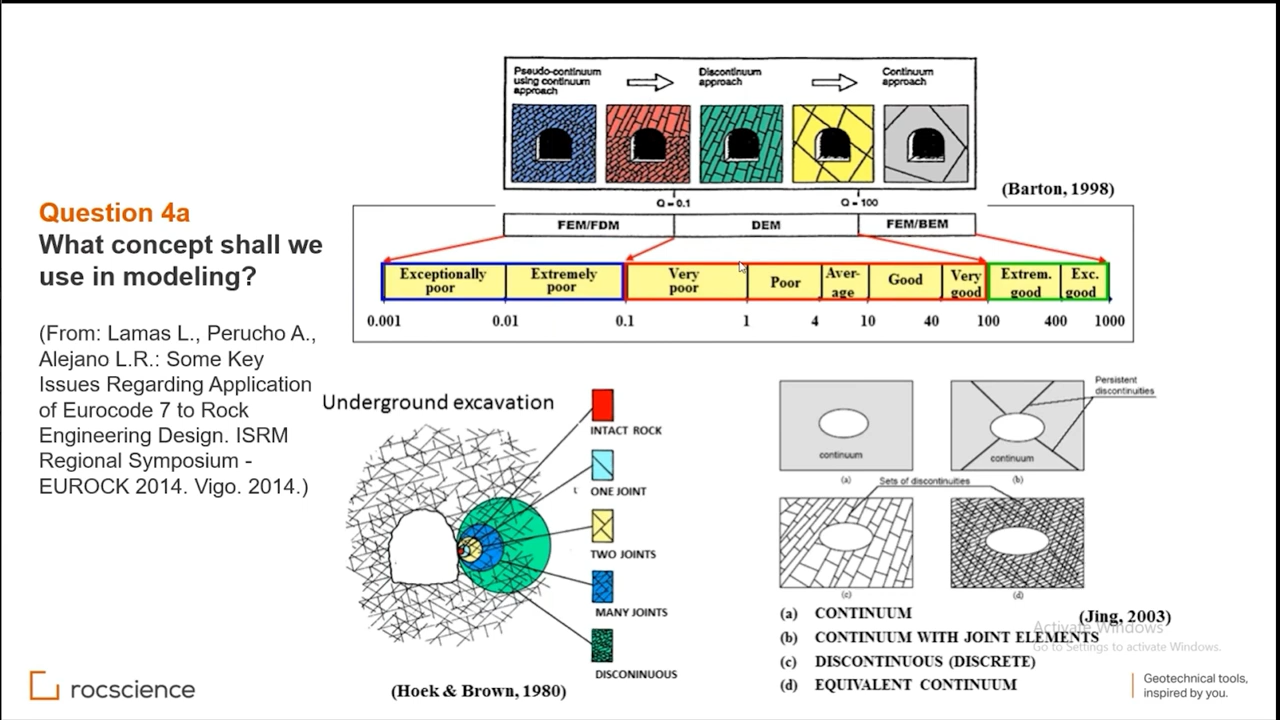 Question 4a
What concept shall we
use in modeling?
(From: Lamas L., Perucho A.,
Alejano L.R.: Some Key
Issues Regarding Application
of Eurocode 7 to Rock
Engineering Design. ISRM
Regional Symposium -
EUROCK 2014. Vigo. 2014.)
Pseudo-continuum
using continuum
approach
Discontinuum
approach
Continuum
approach
(Barton, 1998)
Q = 0.1
Q = 100
FEM/FDM
DEM
FEM/BEM
Exceptionally
poor
Extremely
poor
Very
poor
Poor
Aver-
age
Good
Very
good
Extrem.
good
Exc.
good
0.001
0.01
0.1
1
4
10
40
100
400
1000
Underground excavation
INTACT ROCK
ONE JOINT
TWO JOINTS
MANY JOINTS
DISCONINUOUS
(Hoek & Brown, 1980)
continuum
(a)
Persistent
discontinuities
continuum
(b)
Sets of discontinuities
(c)
(d)
(a) CONTINUUM
(Jing, 2003)
(b) CONTINUUM WITH JOINT ELEMENTS
(c) DISCONTINUOUS (DISCRETE)
(d) EQUIVALENT CONTINUUM
Activate Windows
Go to Settings to activate Windows.
rocscience
Geotechnical tools,
inspired by you.